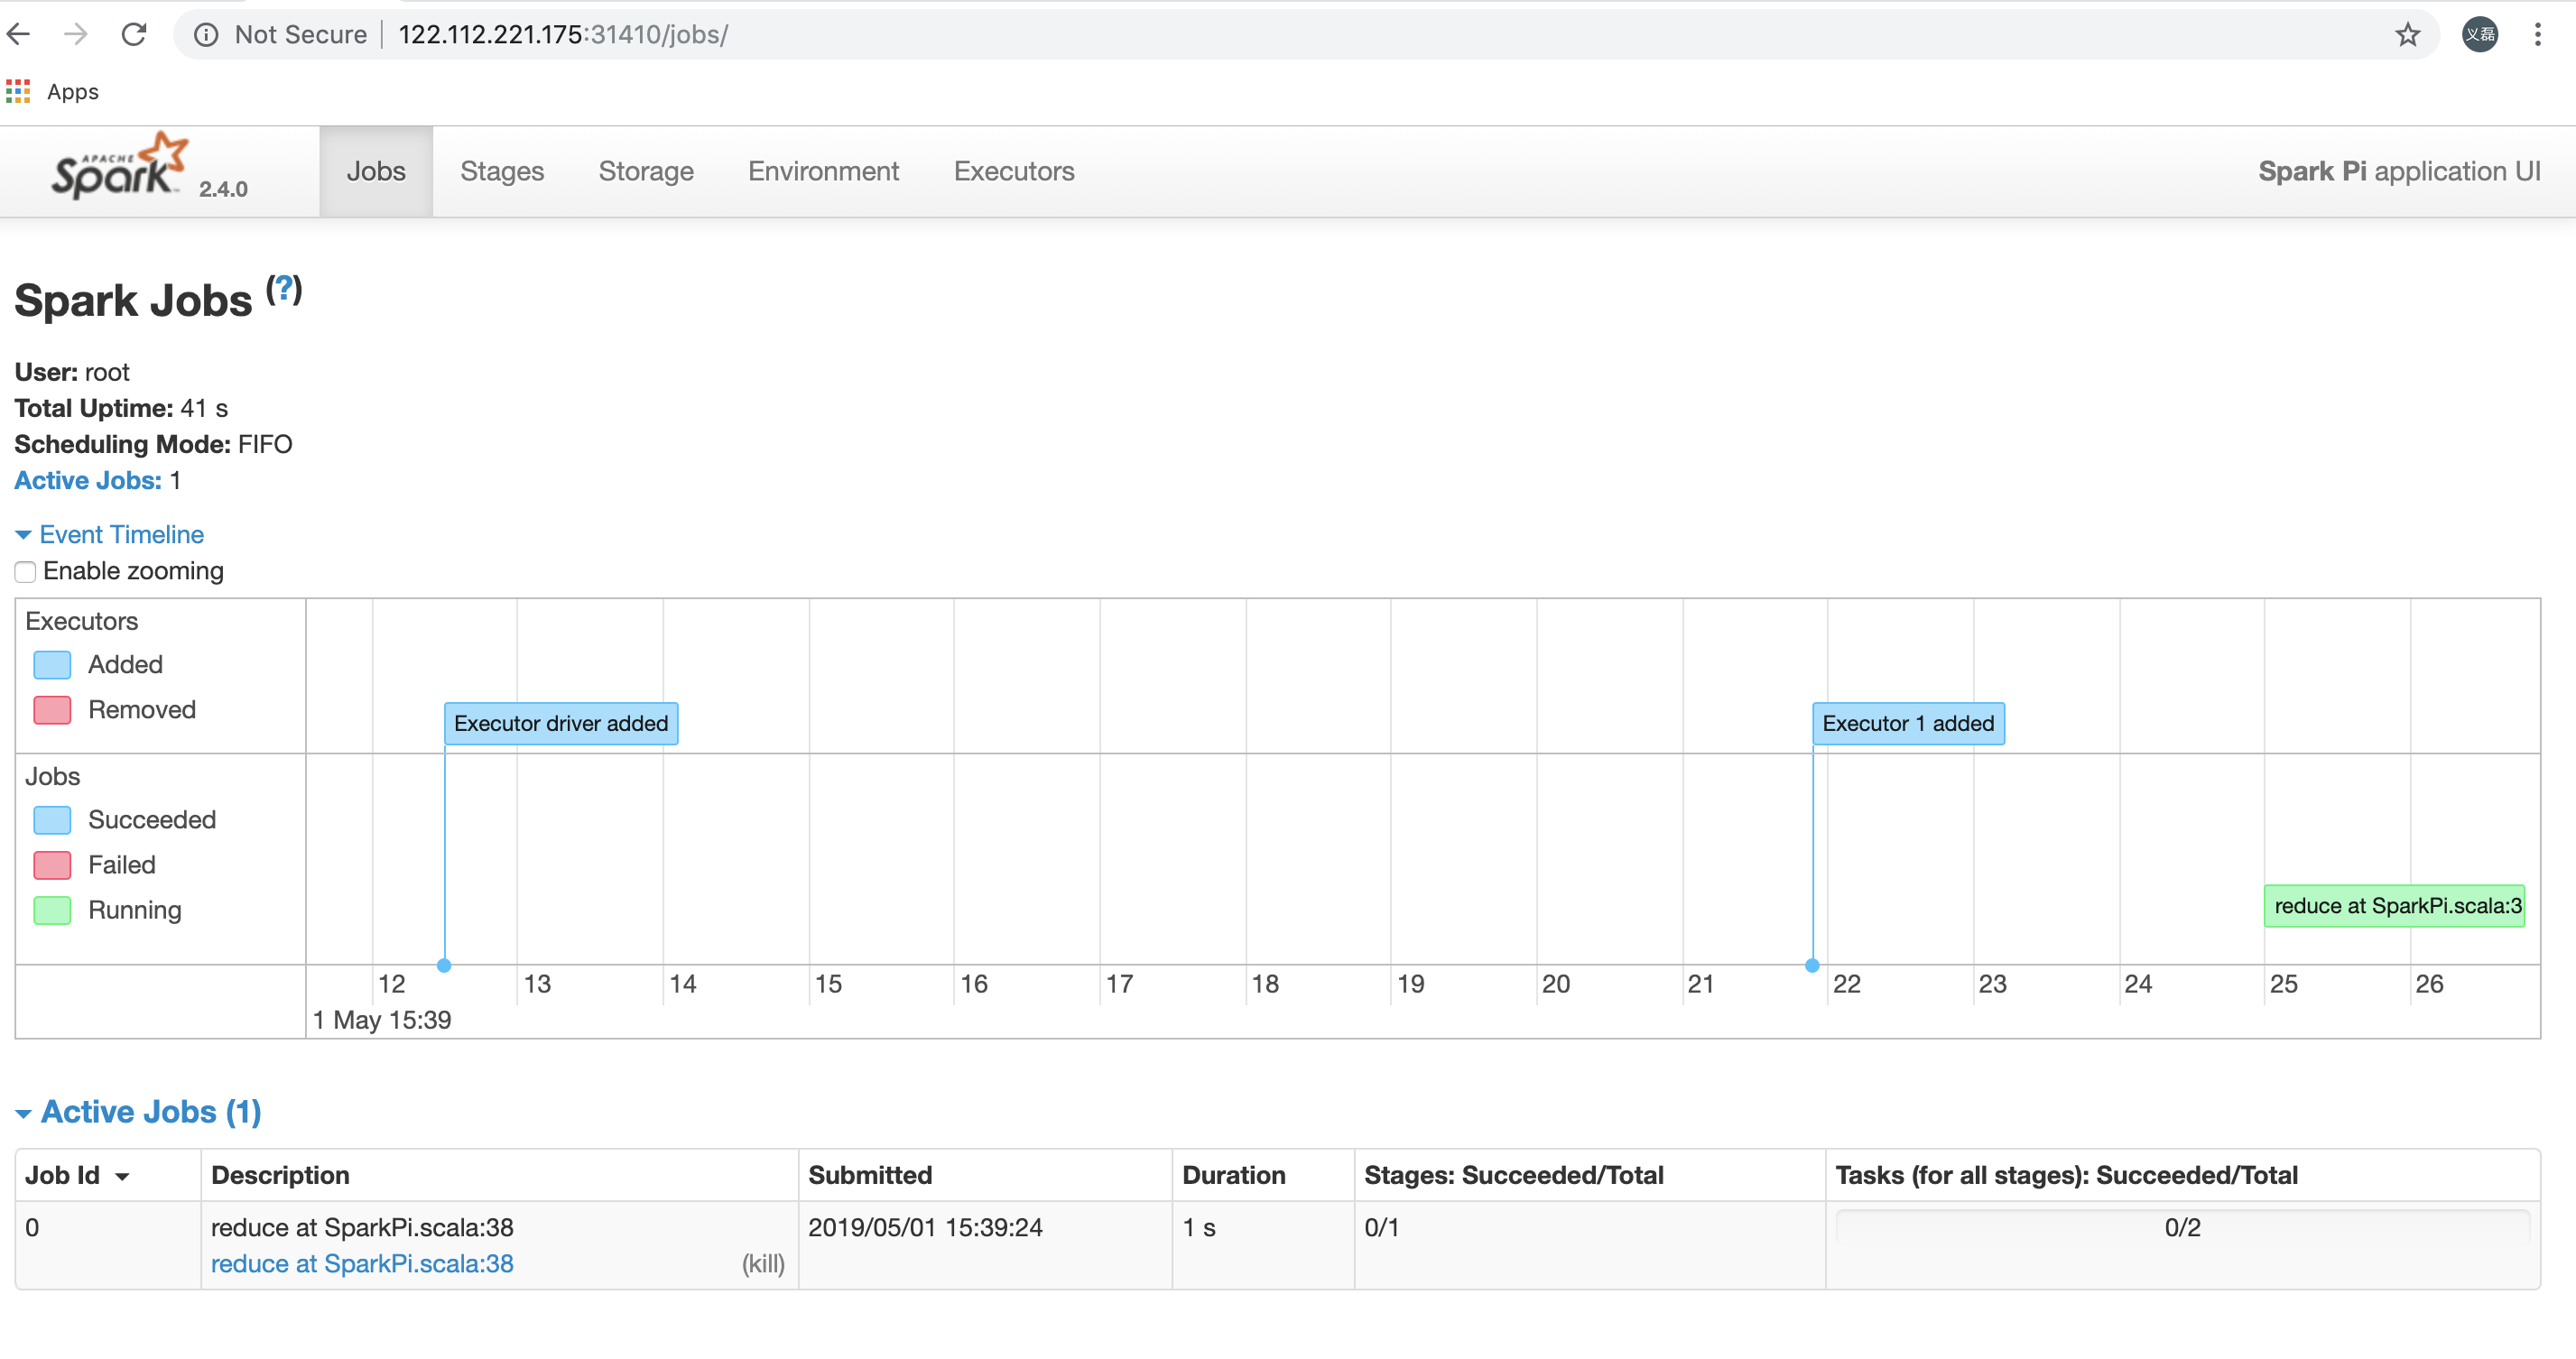 Not Secure 122.112.221.175:31410/jobs/
义磊
Apps
APACHE
Spark 2.4.0
Jobs Stages Storage Environment Executors Spark Pi application UI
Spark Jobs (?)
User: root
Total Uptime: 41 s
Scheduling Mode: FIFO
Active Jobs: 1
Event Timeline
Enable zooming
Executors
Added
Removed
Executor driver added Executor 1 added
Jobs
Succeeded
Failed
Running
reduce at SparkPi.scala:3
12 13 14 15 16 17 18 19 20 21 22 23 24 25 26
1 May 15:39
Active Jobs (1)
Job Id Description Submitted Duration Stages: Succeeded/Total Tasks (for all stages): Succeeded/Total
0 reduce at SparkPi.scala:38 2019/05/01 15:39:24 1 s 0/1 0/2
reduce at SparkPi.scala:38 (kill)